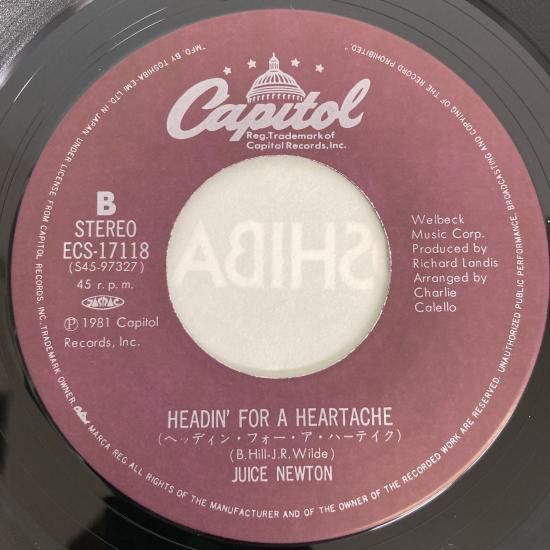 "MFD. BY TOSHIBA EMI LTD. IN JAPAN UNDER LICENSE FROM CAPITOL RECORDS, INC. TRADEMARK OWNER. Capitol MARCA REG. ALL RIGHTS OF THE MANUFACTURER AND OF THE OWNER OF THE RECORDED WORK ARE RESERVED. UNAUTHORIZED PUBLIC PERFORMANCE, BROADCASTING AND COPYING OF THE RECORD PROHIBITED."
Capitol
Reg. Trademark of
Capitol Records, Inc.
B
STEREO
ECS-17118
(S45-97327)
45 r.p.m.
JASRAC
Ⓟ 1981 Capitol
Records, Inc.
SHIBA
Welbeck
Music Corp.
Produced by
Richard Landis
Arranged by
Charlie
Calello
HEADIN' FOR A HEARTACHE
(ヘッディン・フォー・ア・ハーテイク)
(B.Hill-J.R.Wilde)
JUICE NEWTON